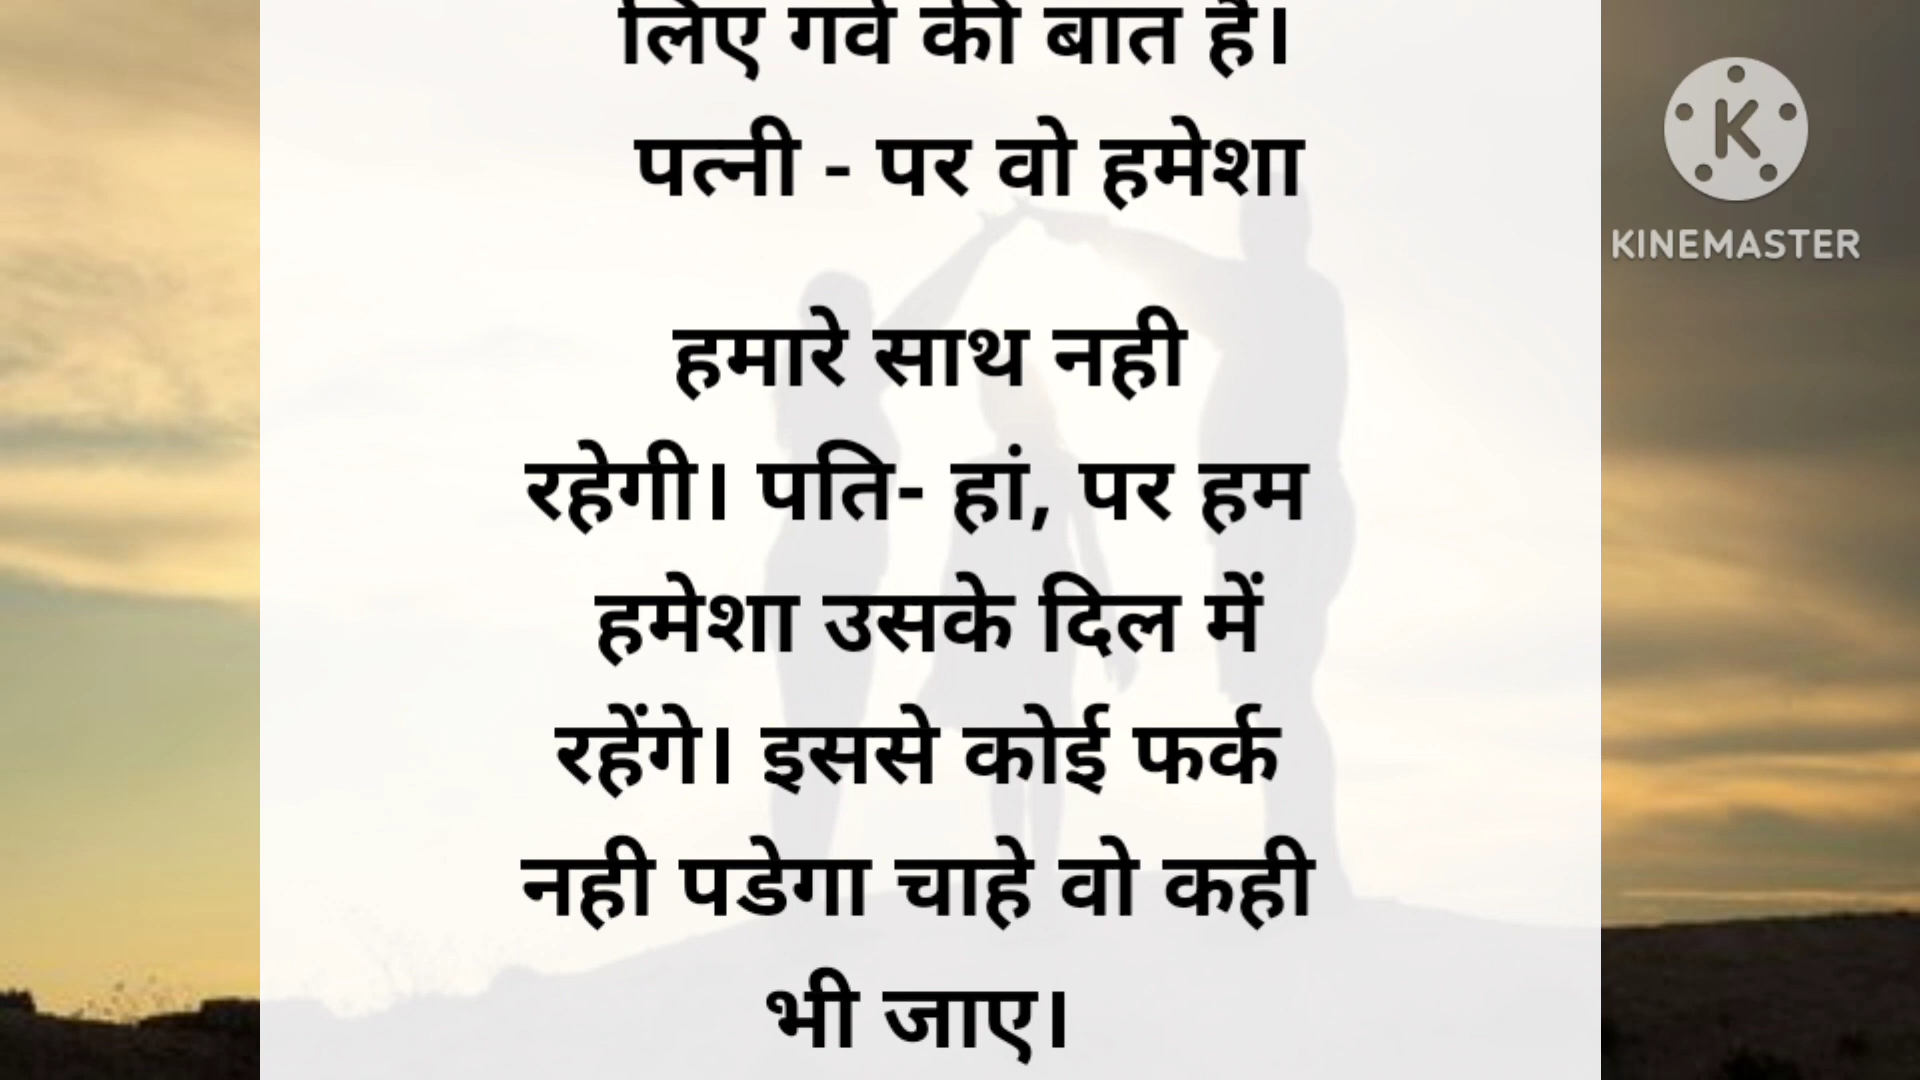 लिए गर्व की बात है।
पत्नी - पर वो हमेशा
हमारे साथ नही
रहेगी। पति- हां, पर हम
हमेशा उसके दिल में
रहेंगे। इससे कोई फर्क
नही पडेगा चाहे वो कही
भी जाए।
K
KINEMASTER